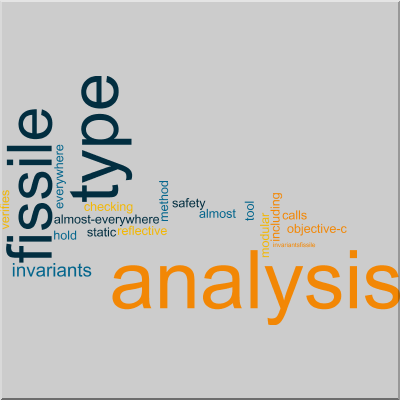 type
fissile
everywhere
verifies
checking
almost-everywhere
hold
static
reflective
method
safety
almost
tool
modular
including
calls
objective-c
invariantsfissile
invariants
analysis